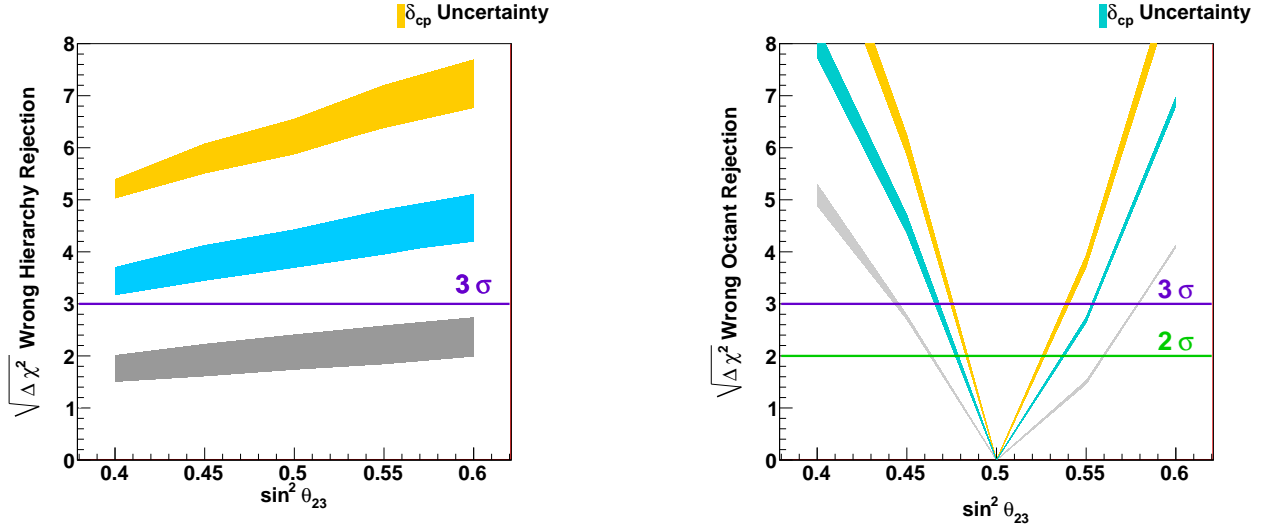 δcp Uncertainty
√Δχ² Wrong Hierarchy Rejection
8
7
6
5
4
3
2
1
0
3 σ
0.4 0.45 0.5 0.55 0.6
sin² θ23
δcp Uncertainty
√Δχ² Wrong Octant Rejection
8
7
6
5
4
3
2
1
0
3 σ
2 σ
0.4 0.45 0.5 0.55 0.6
sin² θ23